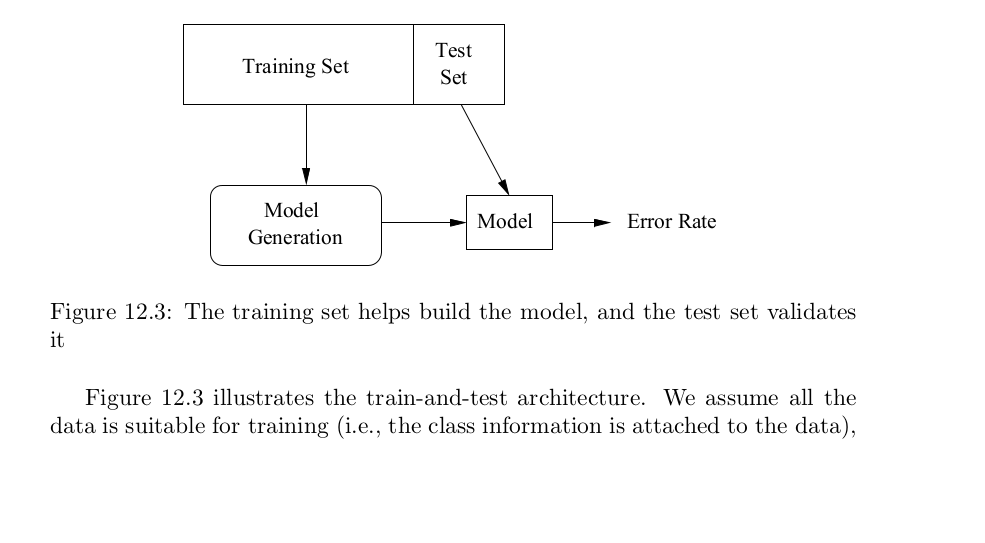 Training Set
Test
Set
Model
Generation
Model
Error Rate
Figure 12.3: The training set helps build the model, and the test set validates
it
Figure 12.3 illustrates the train-and-test architecture. We assume all the
data is suitable for training (i.e., the class information is attached to the data),